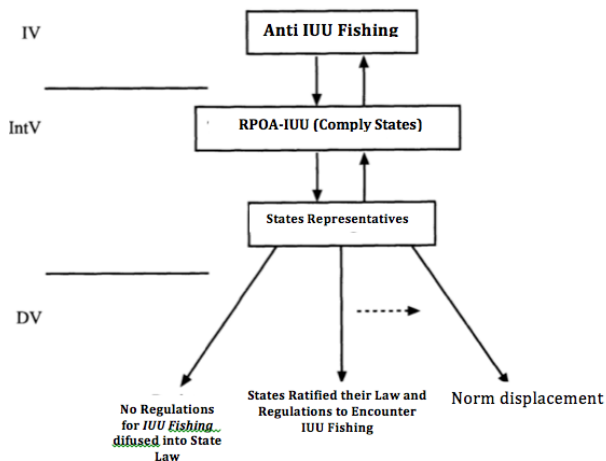 IV
Anti IUU Fishing
IntV
RPOA-IUU (Comply States)
States Representatives
DV
No Regulations
for IUU Fishing
difused into State
Law
States Ratified their Law and
Regulations to Encounter
IUU Fishing
Norm displacement